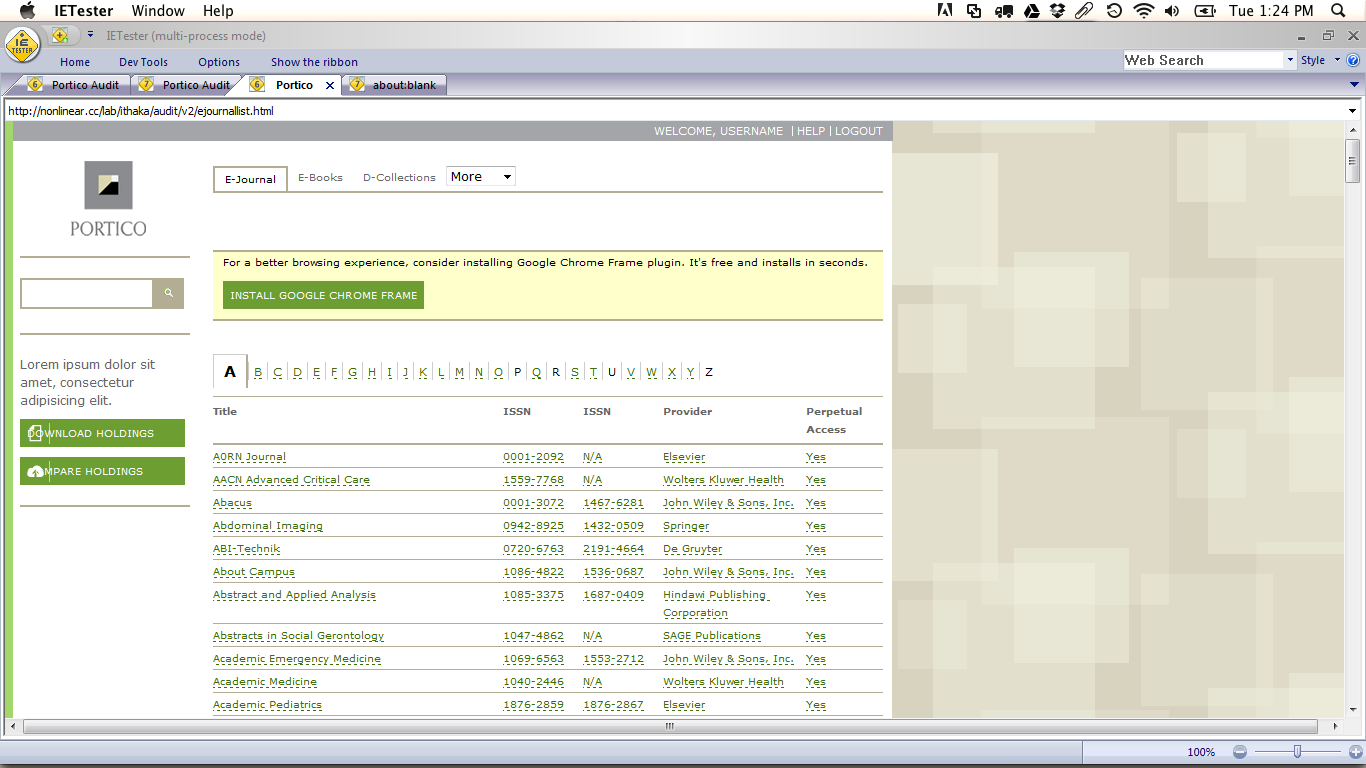 IETester Window Help Tue 1:24 PM
IE TESTER IETester (multi-process mode)
Home Dev Tools Options Show the ribbon Web Search Style
6 Portico Audit 7 Portico Audit 6 Portico 7 about:blank
http://nonlinear.cc/lab/ithaka/audit/v2/ejournallist.html
WELCOME, USERNAME | HELP | LOGOUT
PORTICO
E-Journal E-Books D-Collections More
For a better browsing experience, consider installing Google Chrome Frame plugin. It's free and installs in seconds.
INSTALL GOOGLE CHROME FRAME
Lorem ipsum dolor sit
amet, consectetur
adipisicing elit.
DOWNLOAD HOLDINGS
MPARE HOLDINGS
A B C D E F G H I J K L M N O P Q R S T U V W X Y Z
Title ISSN ISSN Provider Perpetual
Access
A0RN Journal 0001-2092 N/A Elsevier Yes
AACN Advanced Critical Care 1559-7768 N/A Wolters Kluwer Health Yes
Abacus 0001-3072 1467-6281 John Wiley & Sons, Inc. Yes
Abdominal Imaging 0942-8925 1432-0509 Springer Yes
ABI-Technik 0720-6763 2191-4664 De Gruyter Yes
About Campus 1086-4822 1536-0687 John Wiley & Sons, Inc. Yes
Abstract and Applied Analysis 1085-3375 1687-0409 Hindawi Publishing Yes
Corporation
Abstracts in Social Gerontology 1047-4862 N/A SAGE Publications Yes
Academic Emergency Medicine 1069-6563 1553-2712 John Wiley & Sons, Inc. Yes
Academic Medicine 1040-2446 N/A Wolters Kluwer Health Yes
Academic Pediatrics 1876-2859 1876-2867 Elsevier Yes
100%